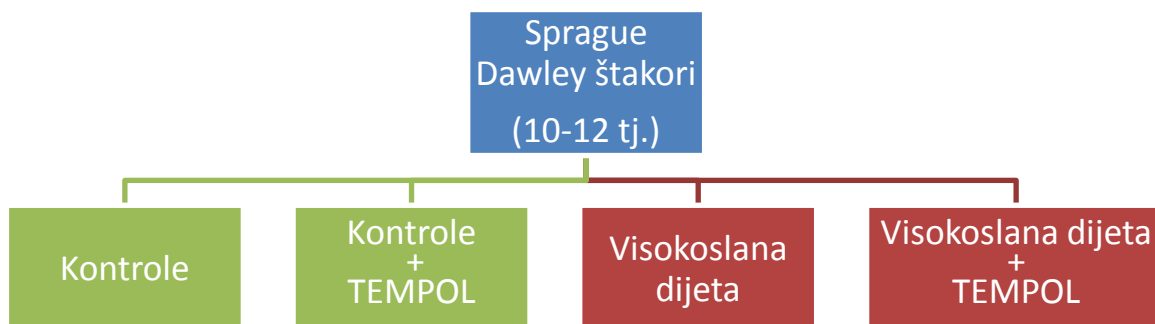 Sprague
Dawley štakori
(10-12 tj.)
Kontrole
Kontrole
+
TEMPOL
Visokoslana
dijeta
Visokoslana dijeta
+
TEMPOL